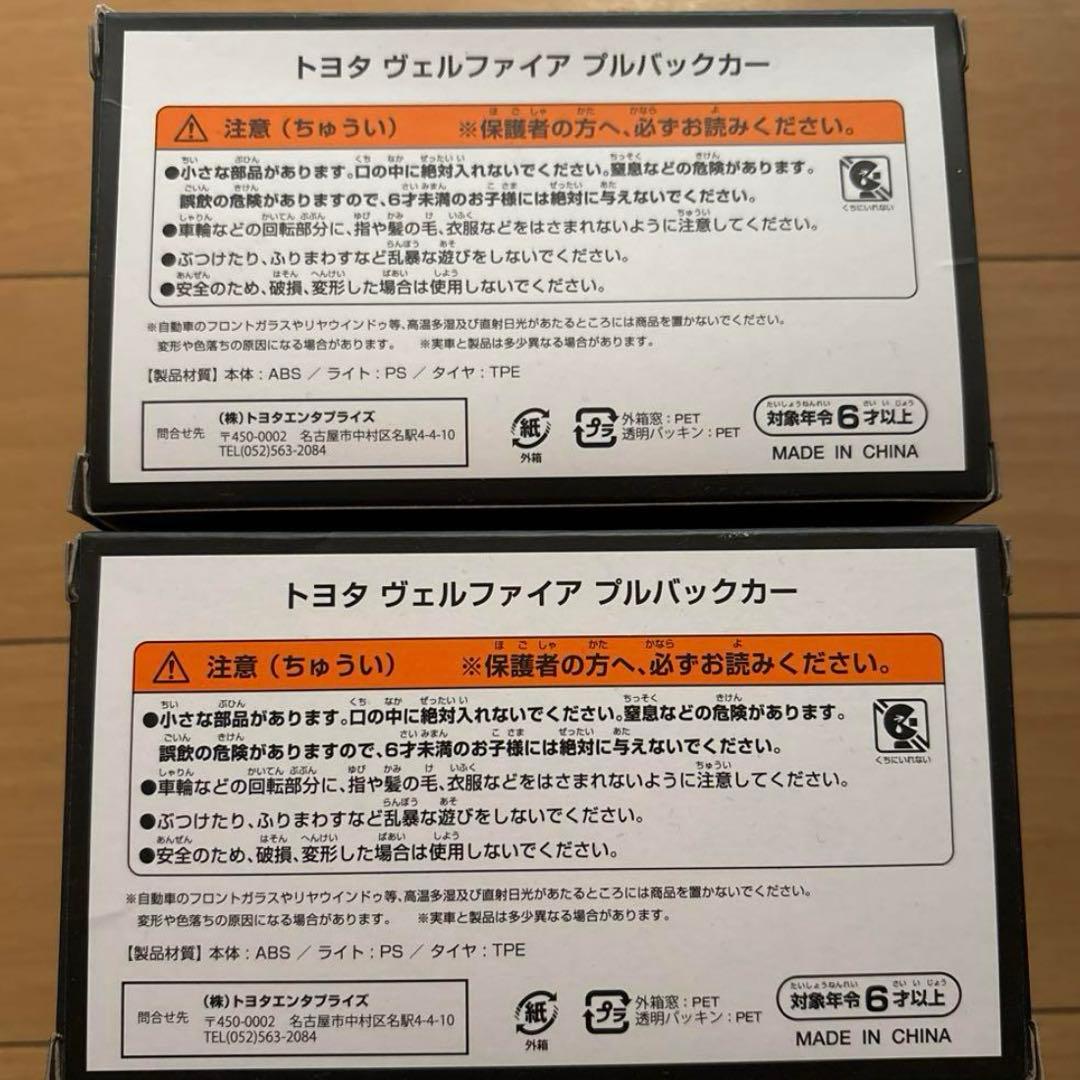 トヨタ ヴェルファイア プルバックカー
注意（ちゅうい） ※保護者の方へ、必ずお読みください。
●小さな部品があります。口の中に絶対入れないでください。窒息などの危険があります。
誤飲の危険がありますので、6才未満のお子様には絶対に与えないでください。
くちにいれない
●車輪などの回転部分に、指や髪の毛、衣服などをはさまれないように注意してください。
●ぶつけたり、ふりまわすなど乱暴な遊びをしないでください。
●安全のため、破損、変形した場合は使用しないでください。
※自動車のフロントガラスやリヤウインドゥ等、高温多湿及び直射日光があたるところには商品を置かないでください。
変形や色落ちの原因になる場合があります。 ※実車と製品は多少異なる場合があります。
【製品材質】本体：ABS ／ ライト：PS ／ タイヤ：TPE
問合せ先
（株）トヨタエンタプライズ
〒450-0002 名古屋市中村区名駅4-4-10
TEL(052)563-2084
紙
外箱
プラ
外箱窓：PET
透明パッキン：PET
対象年令6才以上
MADE IN CHINA
トヨタ ヴェルファイア プルバックカー
注意（ちゅうい） ※保護者の方へ、必ずお読みください。
●小さな部品があります。口の中に絶対入れないでください。窒息などの危険があります。
誤飲の危険がありますので、6才未満のお子様には絶対に与えないでください。
くちにいれない
●車輪などの回転部分に、指や髪の毛、衣服などをはさまれないように注意してください。
●ぶつけたり、ふりまわすなど乱暴な遊びをしないでください。
●安全のため、破損、変形した場合は使用しないでください。
※自動車のフロントガラスやリヤウインドゥ等、高温多湿及び直射日光があたるところには商品を置かないでください。
変形や色落ちの原因になる場合があります。 ※実車と製品は多少異なる場合があります。
【製品材質】本体：ABS ／ ライト：PS ／ タイヤ：TPE
問合せ先
（株）トヨタエンタプライズ
〒450-0002 名古屋市中村区名駅4-4-10
TEL(052)563-2084
紙
外箱
プラ
外箱窓：PET
透明パッキン：PET
対象年令6才以上
MADE IN CHINA